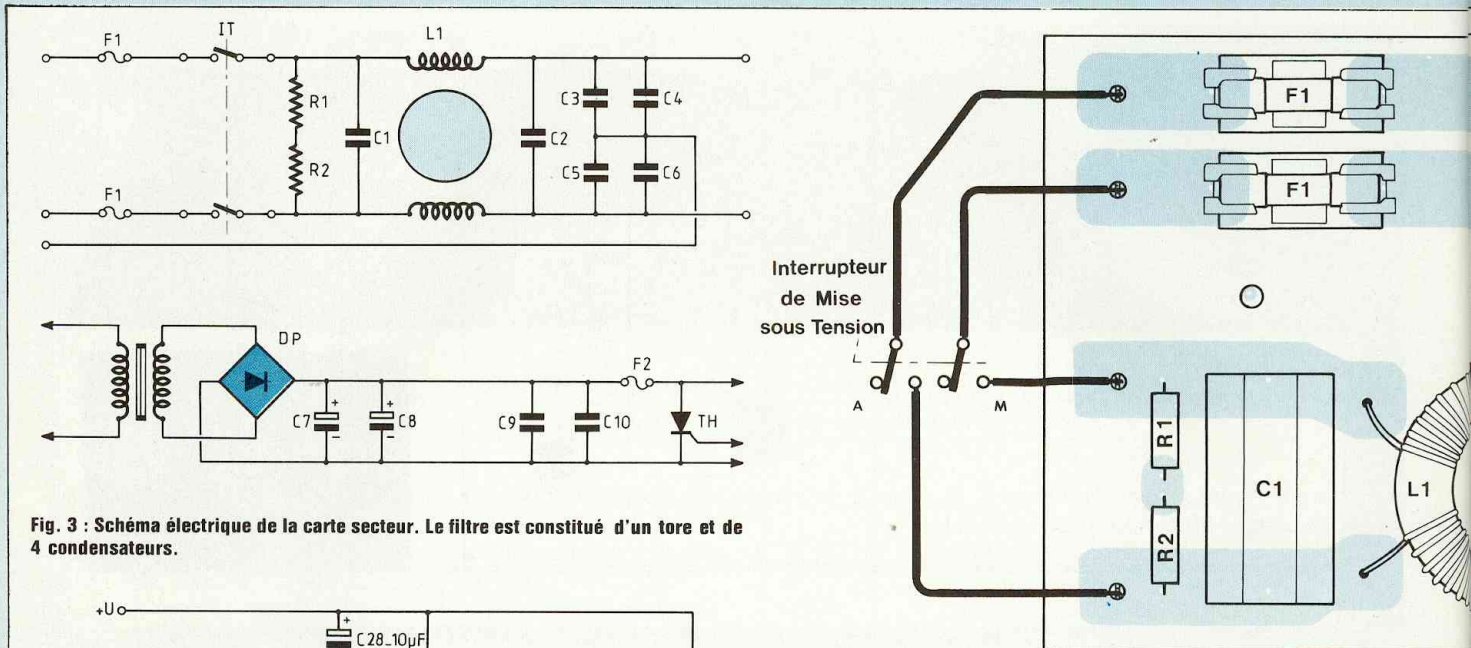 F1
IT
L1
R1
R2
C1
C2
C3
C4
C5
C6
F1
DP
F2
+
C7
-
+
C8
-
C9
C10
TH
Fig. 3 : Schéma électrique de la carte secteur. Le filtre est constitué d'un tore et de
4 condensateurs.
+U
+
C28_10µF
F1
F1
Interrupteur
de Mise
sous Tension
A
M
R1
R2
C1
L1